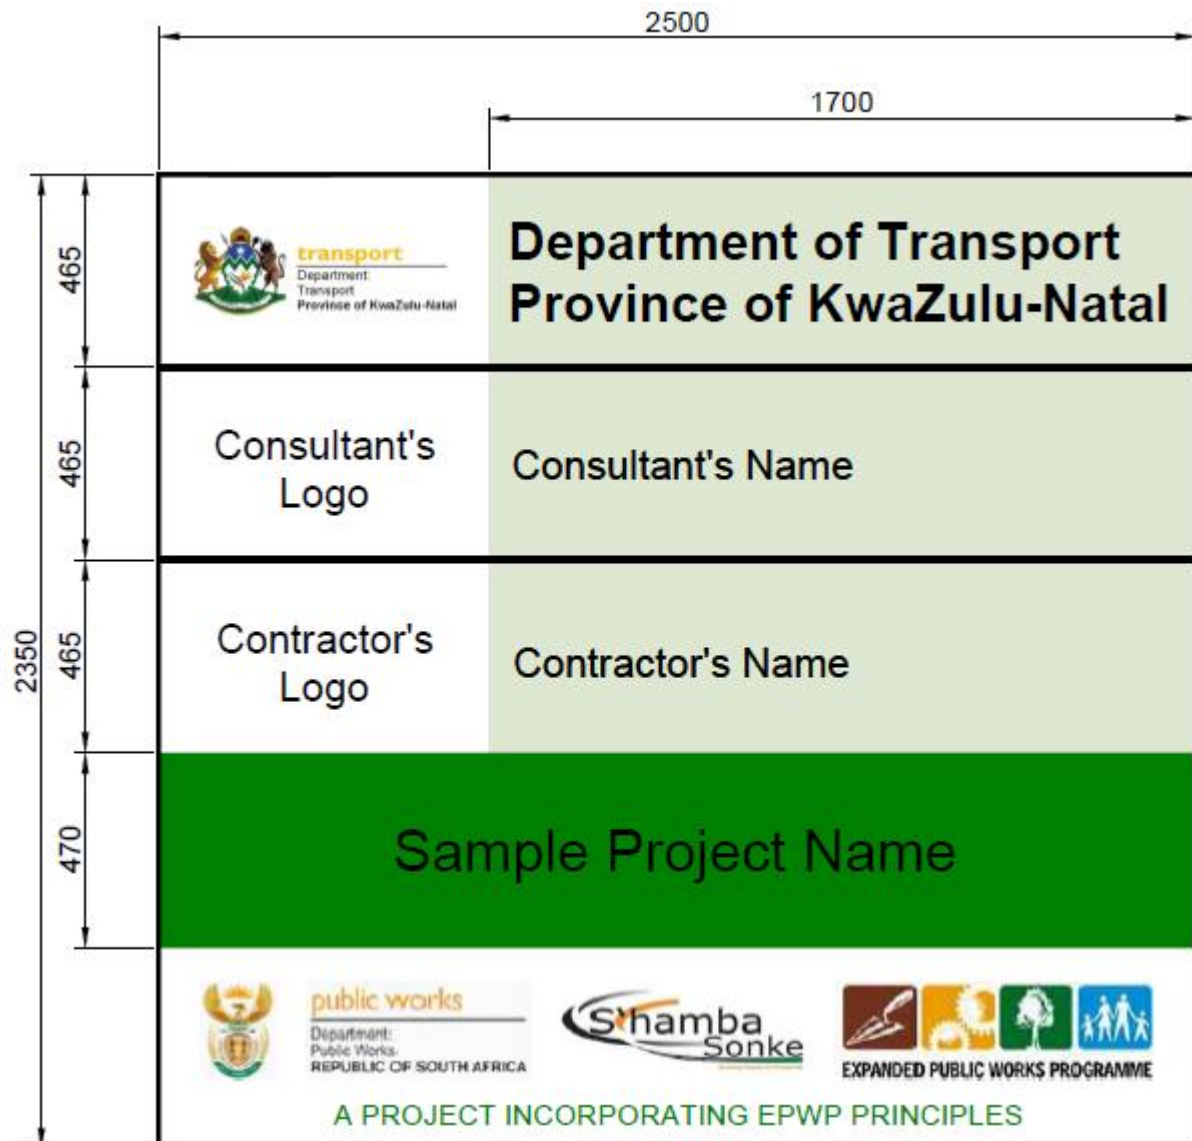 2500
1700
465
transport
Department
Transport
Province of KwaZulu-Natal
Department of Transport
Province of KwaZulu-Natal
465
Consultant's
Logo
Consultant's Name
2350
465
Contractor's
Logo
Contractor's Name
470
Sample Project Name
public works
Department:
Public Works
REPUBLIC OF SOUTH AFRICA
S'hamba
Sonke
EXPANDED PUBLIC WORKS PROGRAMME
A PROJECT INCORPORATING EPWP PRINCIPLES